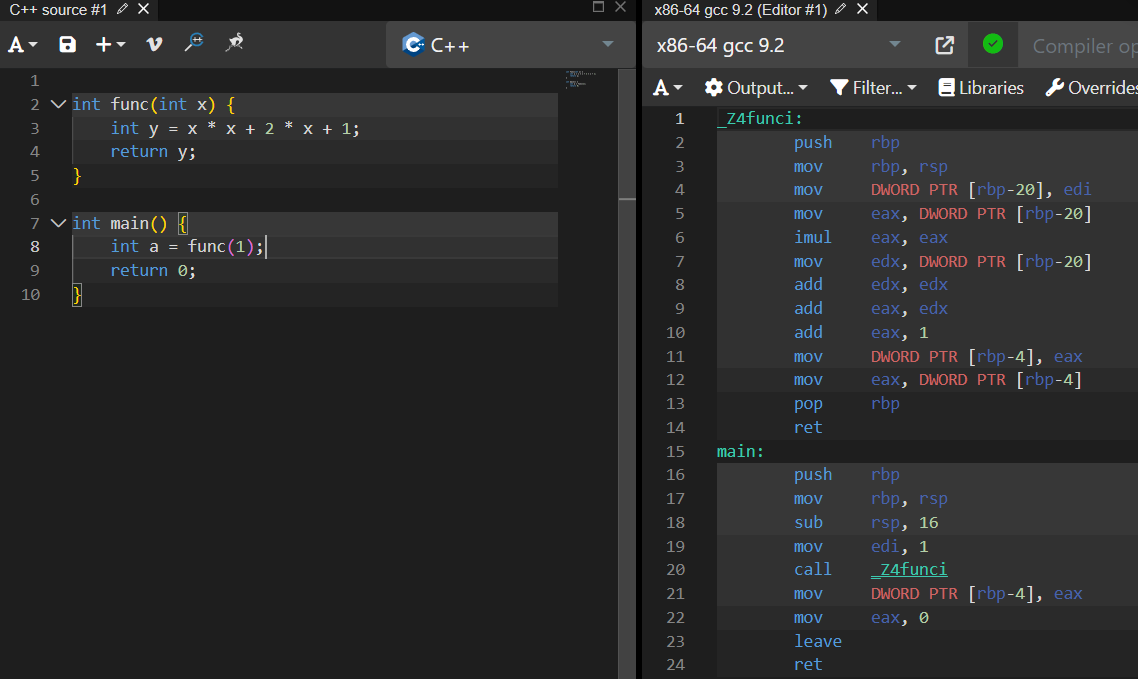 C++ source #1
A
C++
1
2 int func(int x) {
3 int y = x * x + 2 * x + 1;
4 return y;
5 }
6
7 int main() {
8 int a = func(1);
9 return 0;
10 }
x86-64 gcc 9.2 (Editor #1)
x86-64 gcc 9.2
Compiler op
A Output... Filter... Libraries Overrides
1 _Z4funci:
2 push rbp
3 mov rbp, rsp
4 mov DWORD PTR [rbp-20], edi
5 mov eax, DWORD PTR [rbp-20]
6 imul eax, eax
7 mov edx, DWORD PTR [rbp-20]
8 add edx, edx
9 add eax, edx
10 add eax, 1
11 mov DWORD PTR [rbp-4], eax
12 mov eax, DWORD PTR [rbp-4]
13 pop rbp
14 ret
15 main:
16 push rbp
17 mov rbp, rsp
18 sub rsp, 16
19 mov edi, 1
20 call _Z4funci
21 mov DWORD PTR [rbp-4], eax
22 mov eax, 0
23 leave
24 ret